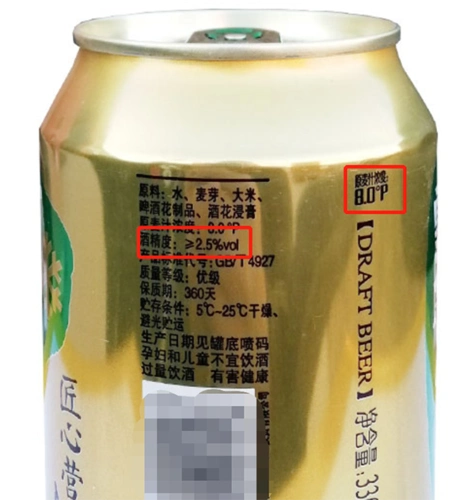 原料：水、麦芽、大米、
啤酒花制品、酒花浸膏
原麦汁浓度：8.0°P
酒精度：≥2.5%vol
产品标准代号：GB/T 4927
质量等级：优级
保质期：360天
贮存条件：5℃~25℃干燥、
避光贮运
生产日期见罐底喷码
孕妇和儿童不宜饮酒
过量饮酒 有害健康
原麦汁浓度：
8.0°P
【DRAFT BEER】净含量：33
匠心营